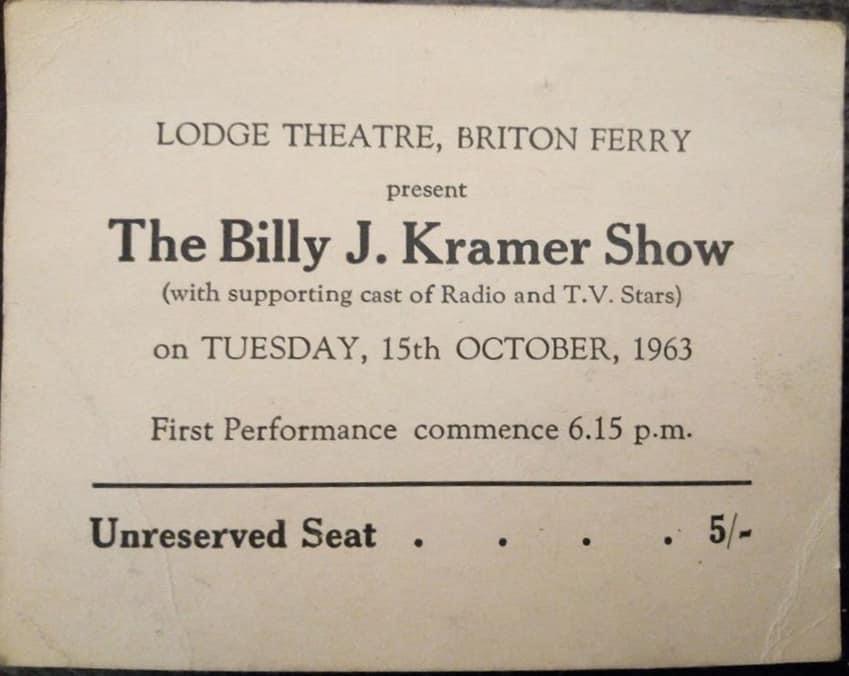 LODGE THEATRE, BRITON FERRY
present
The Billy J. Kramer Show
(with supporting cast of Radio and T.V. Stars)
on TUESDAY, 15th OCTOBER, 1963
First Performance commence 6.15 p.m.
Unreserved Seat . . . . 5/-